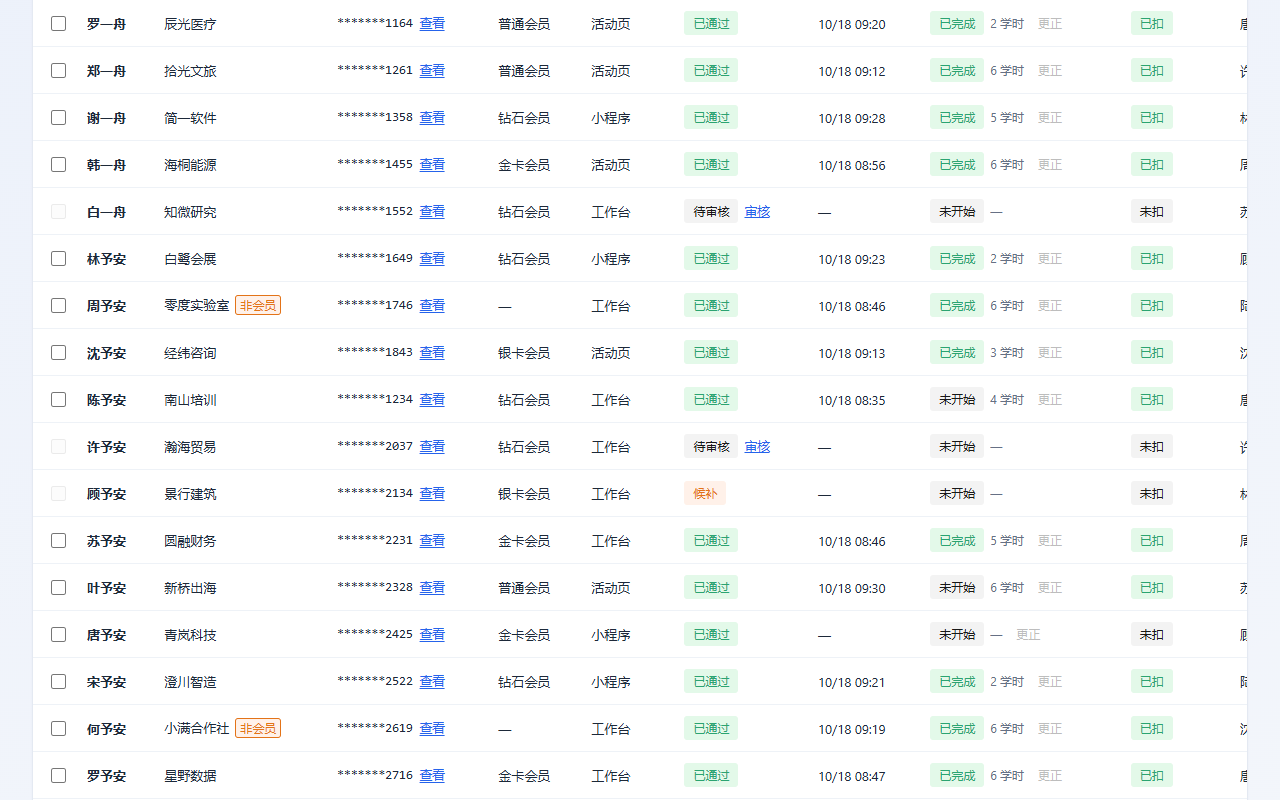 罗一舟 辰光医疗 *******1164 查看 普通会员 活动页 已通过 10/18 09:20 已完成 2 学时 更正 已扣
郑一舟 拾光文旅 *******1261 查看 普通会员 活动页 已通过 10/18 09:12 已完成 6 学时 更正 已扣
谢一舟 简一软件 *******1358 查看 钻石会员 小程序 已通过 10/18 09:28 已完成 5 学时 更正 已扣
韩一舟 海桐能源 *******1455 查看 金卡会员 活动页 已通过 10/18 08:56 已完成 6 学时 更正 已扣
白一舟 知微研究 *******1552 查看 钻石会员 工作台 待审核 审核 — 未开始 — 未扣
林予安 白鹭会展 *******1649 查看 钻石会员 小程序 已通过 10/18 09:23 已完成 2 学时 更正 已扣
周予安 零度实验室 非会员 *******1746 查看 — 工作台 已通过 10/18 08:46 已完成 6 学时 更正 已扣
沈予安 经纬咨询 *******1843 查看 银卡会员 活动页 已通过 10/18 09:13 已完成 3 学时 更正 已扣
陈予安 南山培训 *******1234 查看 钻石会员 工作台 已通过 10/18 08:35 未开始 4 学时 更正 已扣
许予安 瀚海贸易 *******2037 查看 钻石会员 工作台 待审核 审核 — 未开始 — 未扣
顾予安 景行建筑 *******2134 查看 银卡会员 工作台 候补 — 未开始 — 未扣
苏予安 圆融财务 *******2231 查看 金卡会员 工作台 已通过 10/18 08:46 已完成 5 学时 更正 已扣
叶予安 新桥出海 *******2328 查看 普通会员 活动页 已通过 10/18 09:30 未开始 6 学时 更正 已扣
唐予安 青岚科技 *******2425 查看 金卡会员 小程序 已通过 — 未开始 — 更正 未扣
宋予安 澄川智造 *******2522 查看 钻石会员 小程序 已通过 10/18 09:21 已完成 2 学时 更正 已扣
何予安 小满合作社 非会员 *******2619 查看 — 工作台 已通过 10/18 09:19 已完成 6 学时 更正 已扣
罗予安 星野数据 *******2716 查看 金卡会员 工作台 已通过 10/18 08:47 已完成 6 学时 更正 已扣